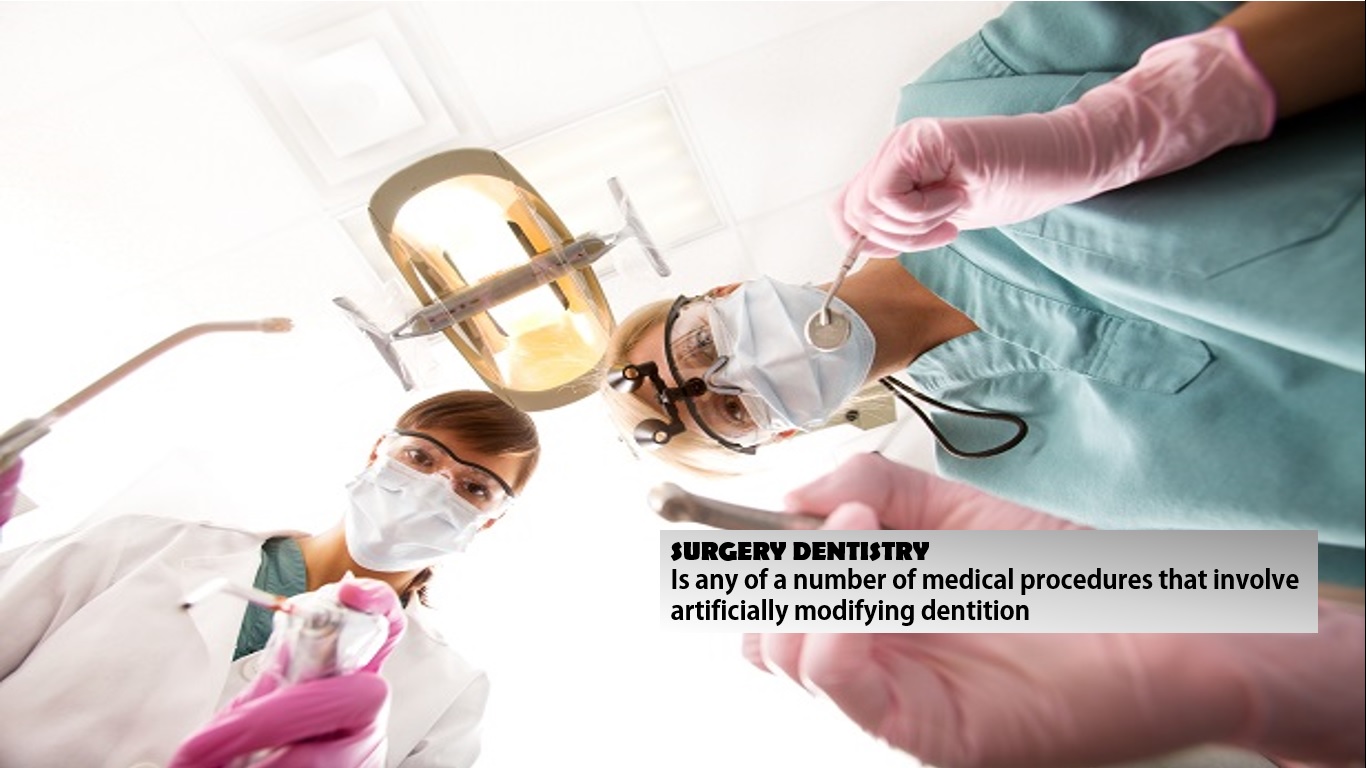 SURGERY DENTISTRY
Is any of a number of medical procedures that involve
artificially modifying dentition